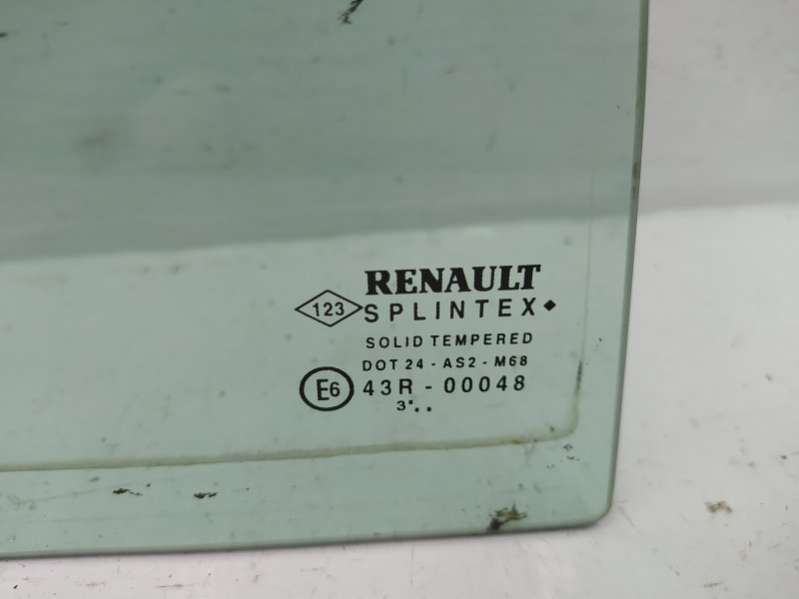 RENAULT
123 SPLINTEX
SOLID TEMPERED
DOT 24 - AS2 - M68
E6 43R - 00048
3"..